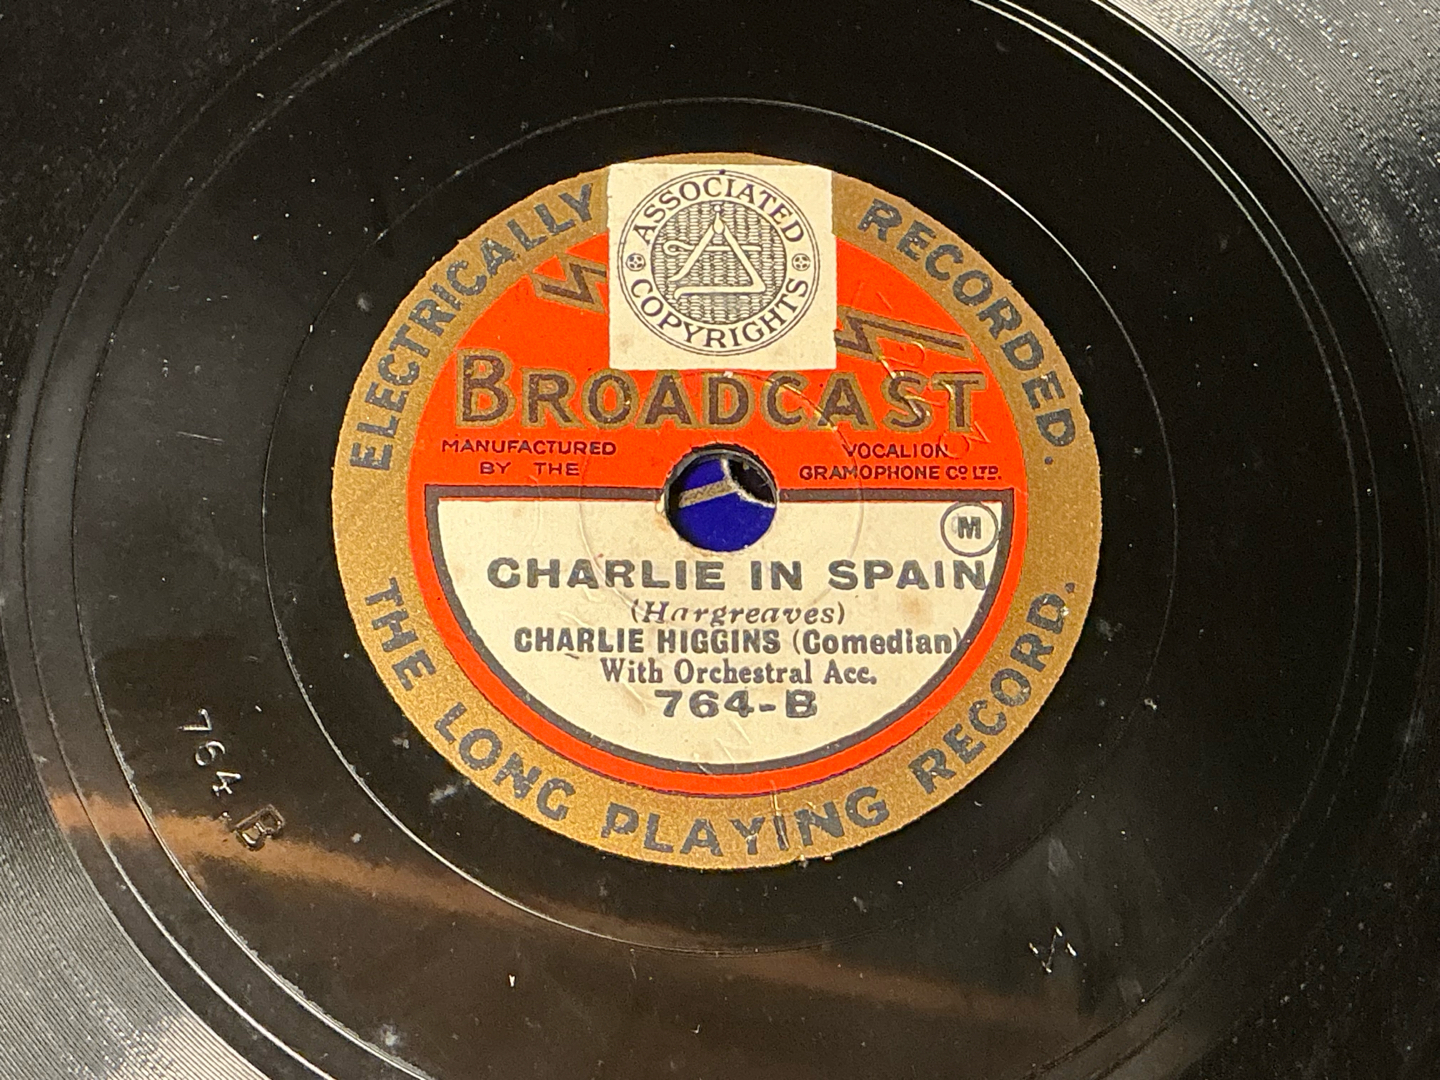 ELECTRICALLY RECORDED.
ASSOCIATED
COPYRIGHTS
BROADCAST
MANUFACTURED
BY THE
VOCALION
GRAMOPHONE CO LTD.
M
CHARLIE IN SPAIN
(Hargreaves)
CHARLIE HIGGINS (Comedian)
With Orchestral Acc.
764-B
THE LONG PLAYING RECORD.
764.B